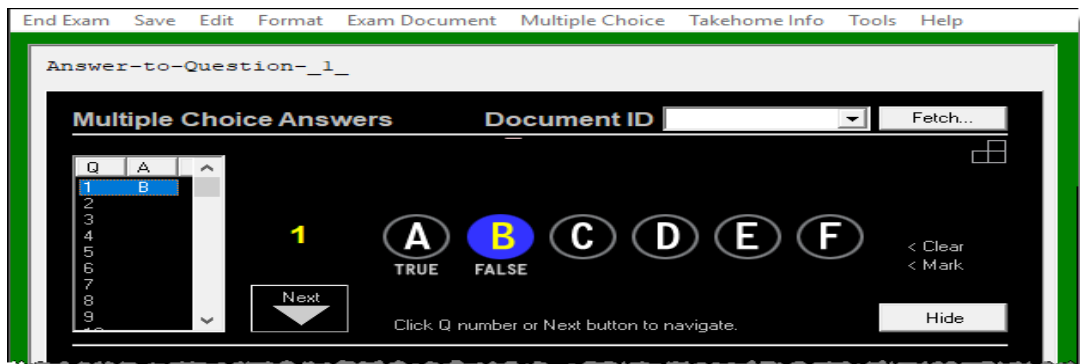 End Exam Save Edit Format Exam Document Multiple Choice Takehome Info Tools Help
Answer-to-Question-_1_
Multiple Choice Answers Document ID Fetch...
Q A
1 B
2
3
4
5
6
7
8
9
1
A B C D E F
TRUE FALSE
< Clear
< Mark
Next
Click Q number or Next button to navigate.
Hide